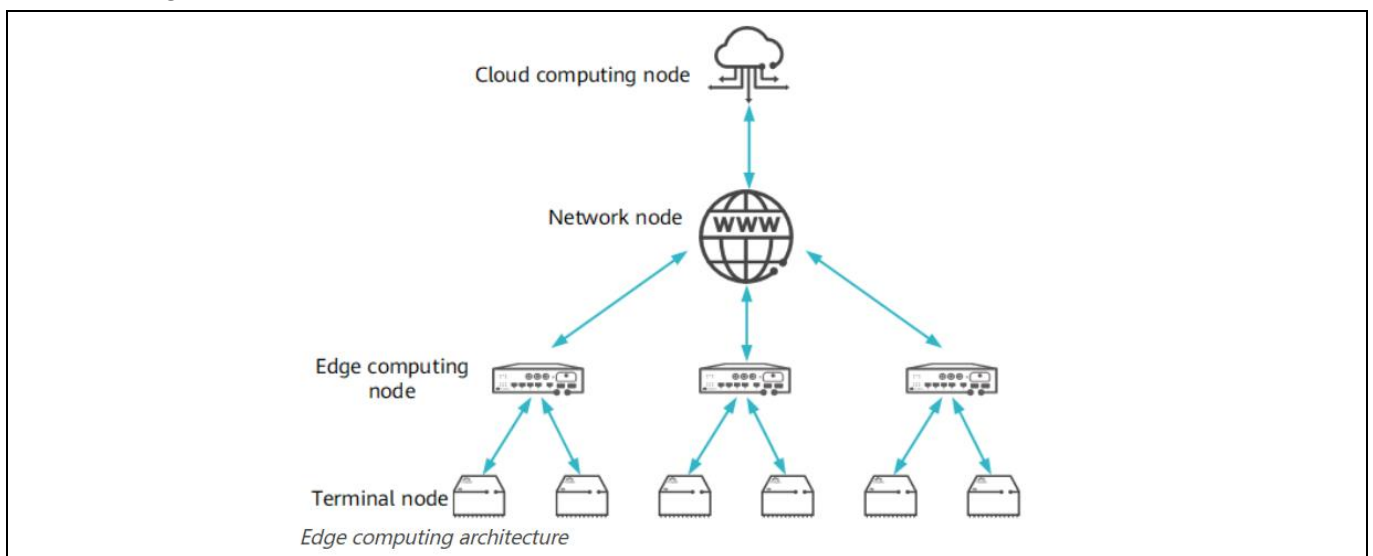 Cloud computing node
Network node
WWW
Edge computing
node
Terminal node
Edge computing architecture